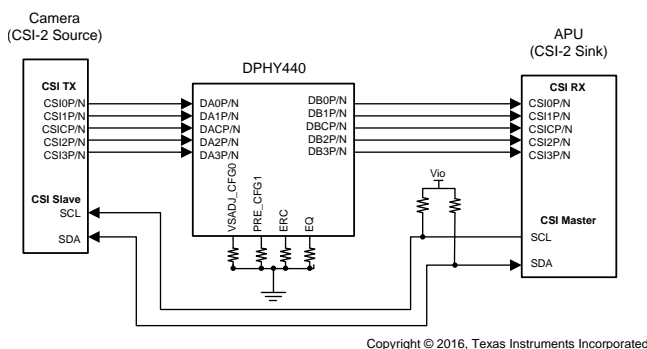 Camera
(CSI-2 Source)
CSI TX
CSI0P/N
CSI1P/N
CSICP/N
CSI2P/N
CSI3P/N
CSI Slave
SCL
SDA
DPHY440
DA0P/N
DA1P/N
DACP/N
DA2P/N
DA3P/N
DB0P/N
DB1P/N
DBCP/N
DB2P/N
DB3P/N
VSADJ_CFG0
PRE_CFG1
ERC
EQ
APU
(CSI-2 Sink)
CSI RX
CSI0P/N
CSI1P/N
CSICP/N
CSI2P/N
CSI3P/N
Vio
CSI Master
SCL
SDA
Copyright © 2016, Texas Instruments Incorporated